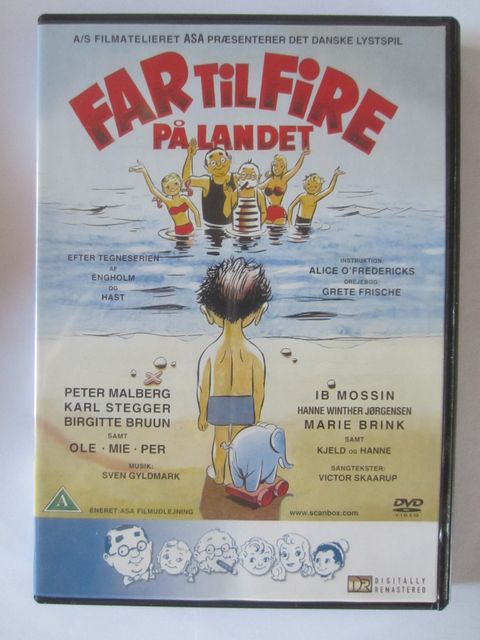 A/S FILMATELIERET ASA PRÆSENTERER DET DANSKE LYSTSPIL
FAR TIL FIRE
PÅ LANDET
EFTER TEGNESERIEN
AF
ENGHOLM
OG
HAST
INSTRUKTION:
ALICE O'FREDERICKS
DREJEBOG:
GRETE FRISCHE
PETER MALBERG
KARL STEGGER
BIRGITTE BRUUN
SAMT
OLE · MIE · PER
MUSIK:
SVEN GYLDMARK
IB MOSSIN
HANNE WINTHER JØRGENSEN
MARIE BRINK
SAMT
KJELD OG HANNE
SANGTEKSTER:
VICTOR SKAARUP
A
ENERET: ASA FILMUDLEJNING
www.scanbox.com
DVD
VIDEO
DR DIGITALLY
REMASTERED